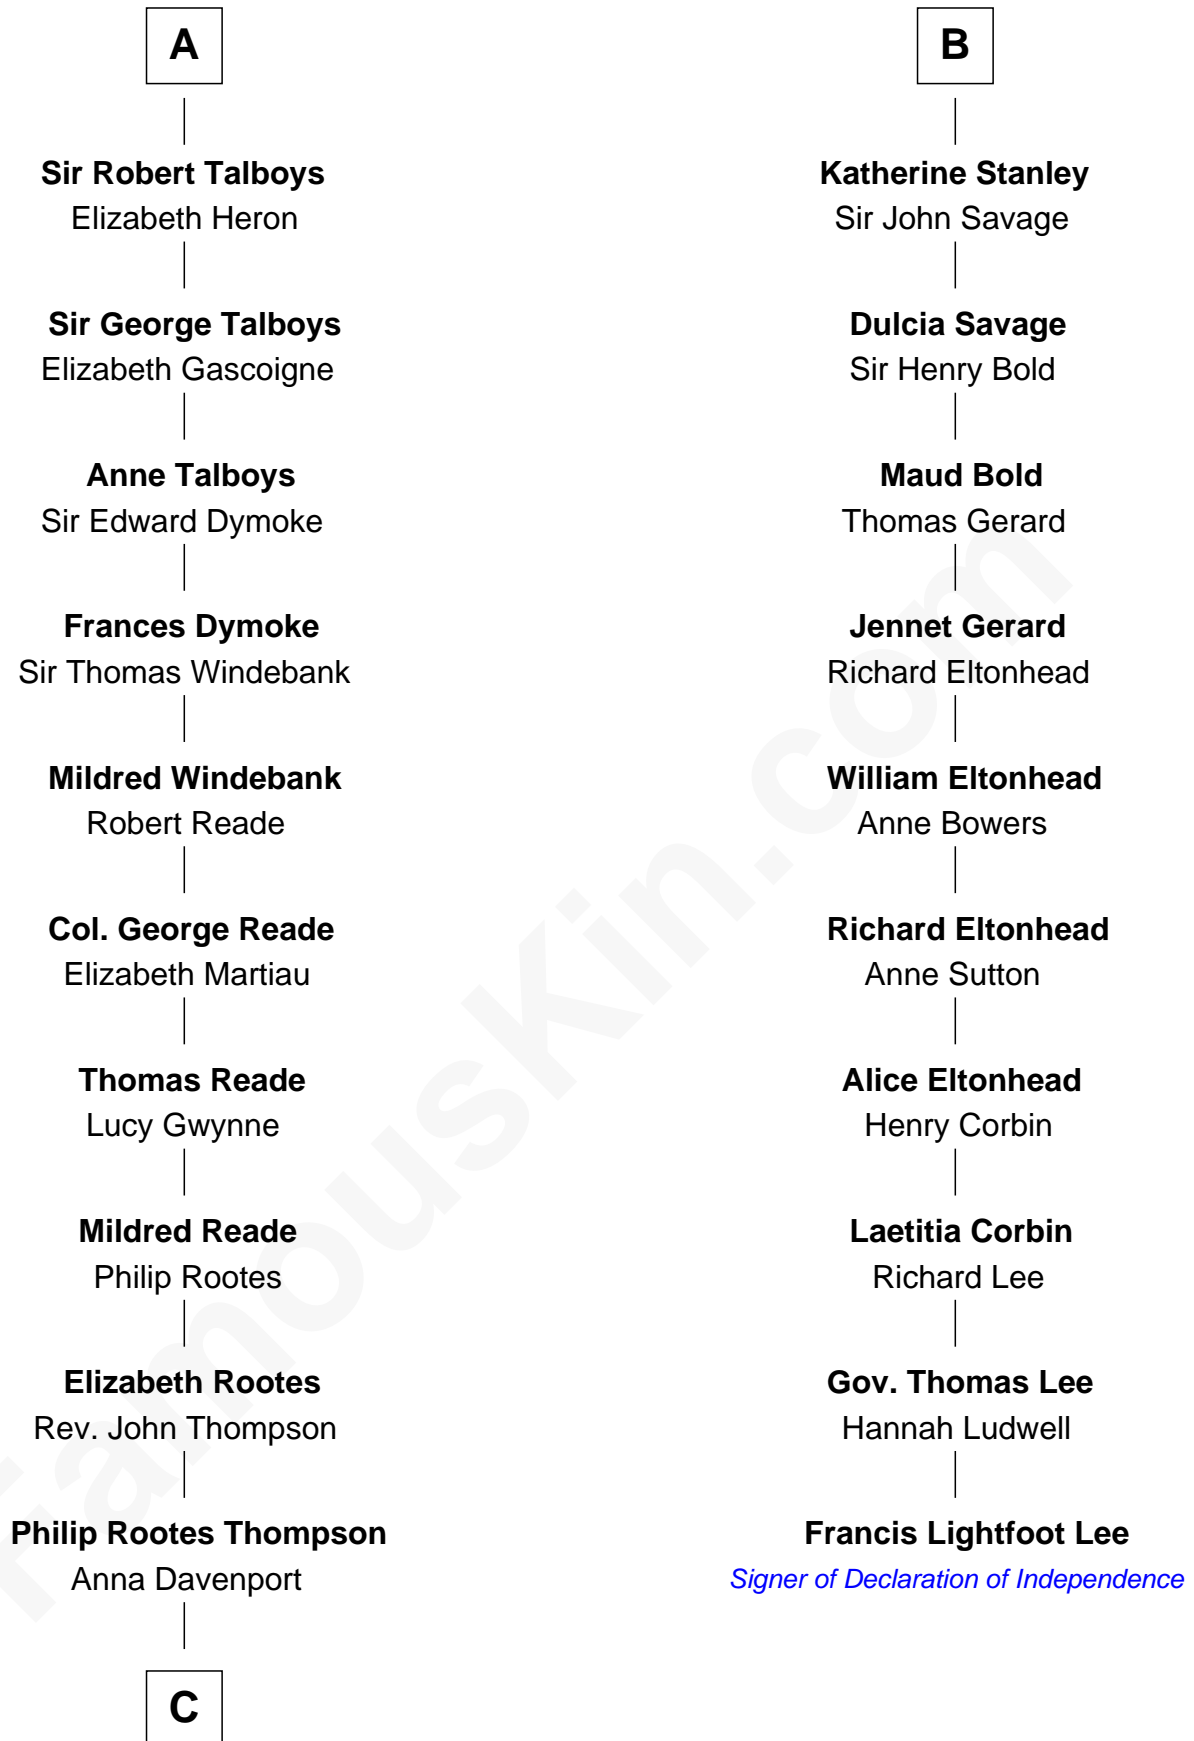 A
Sir Robert Talboys
Elizabeth Heron
Sir George Talboys
Elizabeth Gascoigne
Anne Talboys
Sir Edward Dymoke
Frances Dymoke
Sir Thomas Windebank
Mildred Windebank
Robert Reade
Col. George Reade
Elizabeth Martiau
Thomas Reade
Lucy Gwynne
Mildred Reade
Philip Rootes
Elizabeth Rootes
Rev. John Thompson
Philip Rootes Thompson
Anna Davenport
C
B
Katherine Stanley
Sir John Savage
Dulcia Savage
Sir Henry Bold
Maud Bold
Thomas Gerard
Jennet Gerard
Richard Eltonhead
William Eltonhead
Anne Bowers
Richard Eltonhead
Anne Sutton
Alice Eltonhead
Henry Corbin
Laetitia Corbin
Richard Lee
Gov. Thomas Lee
Hannah Ludwell
Francis Lightfoot Lee
Signer of Declaration of Independence
FamousKin.com